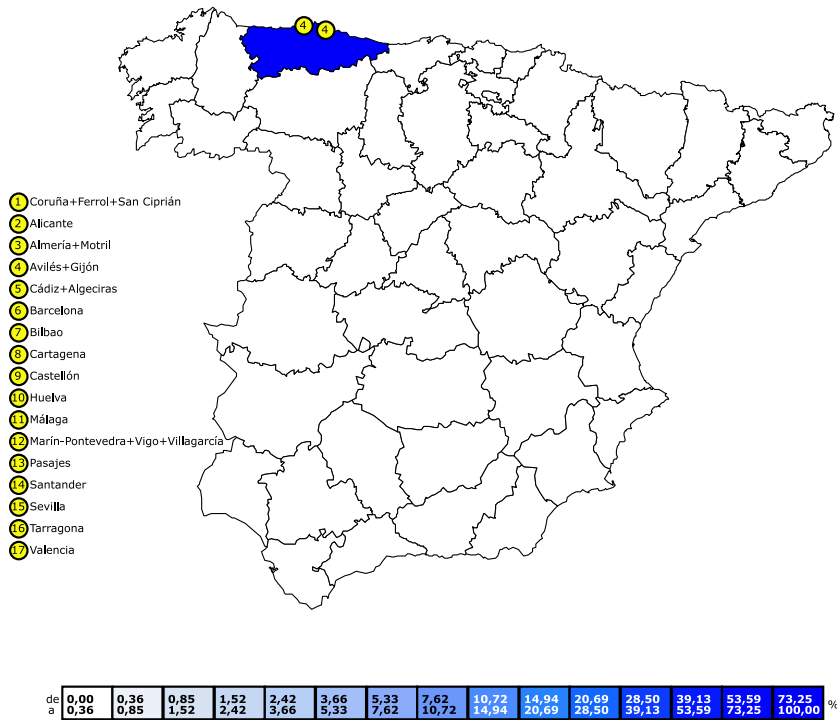 4 4
1 Coruña+Ferrol+San Ciprián
2 Alicante
3 Almería+Motril
4 Avilés+Gijón
5 Cádiz+Algeciras
6 Barcelona
7 Bilbao
8 Cartagena
9 Castellón
10 Huelva
11 Málaga
12 Marín-Pontevedra+Vigo+Villagarcía
13 Pasajes
14 Santander
15 Sevilla
16 Tarragona
17 Valencia
de 0,00 0,36 0,85 1,52 2,42 3,66 5,33 7,62 10,72 14,94 20,69 28,50 39,13 53,59 73,25 %
a 0,36 0,85 1,52 2,42 3,66 5,33 7,62 10,72 14,94 20,69 28,50 39,13 53,59 73,25 100,00